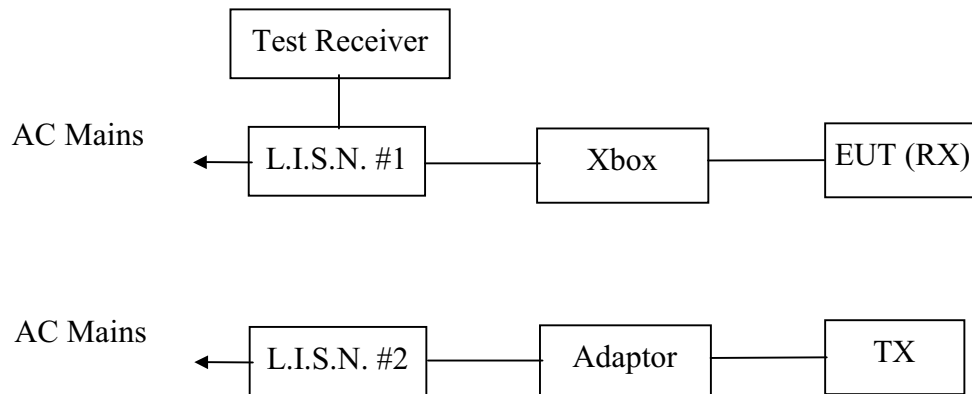 Test Receiver
AC Mains
L.I.S.N. #1
Xbox
EUT (RX)
AC Mains
L.I.S.N. #2
Adaptor
TX